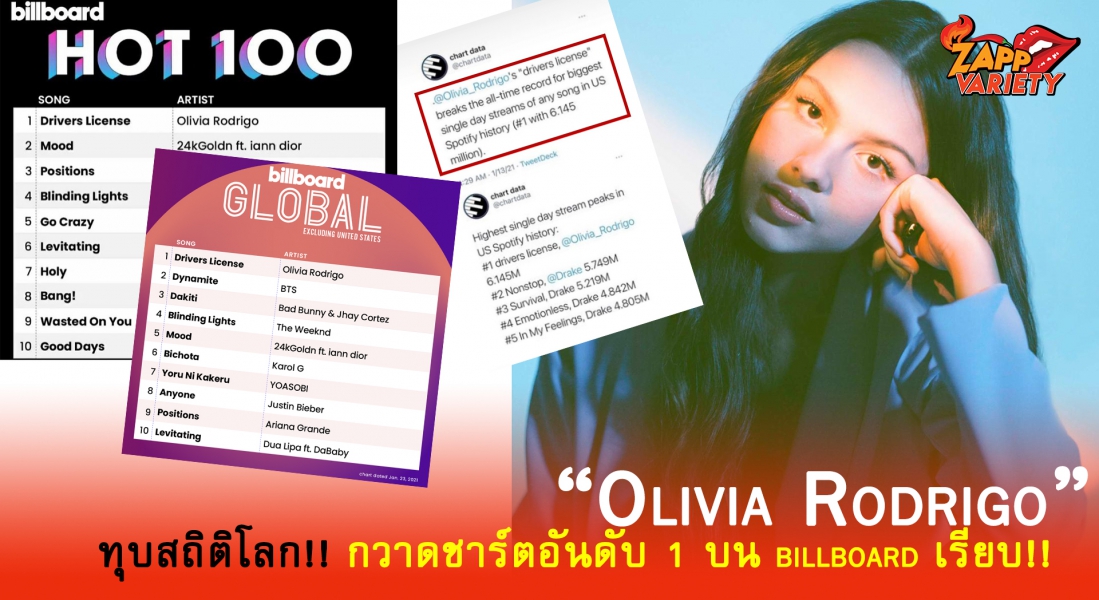 billboard
HOT 100
SONG ARTIST
1 Drivers License Olivia Rodrigo
2 Mood 24kGoldn ft. iann dior
3 Positions
4 Blinding Lights
5 Go Crazy
6 Levitating
7 Holy
8 Bang!
9 Wasted On You
10 Good Days
billboard
GLOBAL
EXCLUDING UNITED STATES
SONG ARTIST
1 Drivers License Olivia Rodrigo
2 Dynamite BTS
3 Dakiti Bad Bunny & Jhay Cortez
4 Blinding Lights The Weeknd
5 Mood 24kGoldn ft. iann dior
6 Bichota Karol G
7 Yoru Ni Kakeru YOASOBI
8 Anyone Justin Bieber
9 Positions Ariana Grande
10 Levitating Dua Lipa ft. DaBaby
chart dated Jan. 23, 2021
chart data
@chartdata
.@Olivia_Rodrigo's "drivers license"
breaks the all-time record for biggest
single day streams of any song in US
Spotify history (#1 with 6.145
million).
:29 AM · 1/13/21 · TweetDeck
chart data
@chartdata
Highest single day stream peaks in
US Spotify history:
#1 drivers license, @Olivia_Rodrigo
6.145M
#2 Nonstop, @Drake 5.749M
#3 Survival, Drake 5.219M
#4 Emotionless, Drake 4.842M
#5 In My Feelings, Drake 4.805M
ZAPP
VARIETY
“OLIVIA RODRIGO”
ทุบสถิติโลก!! กวาดชาร์ตอันดับ 1 บน BILLBOARD เรียบ!!